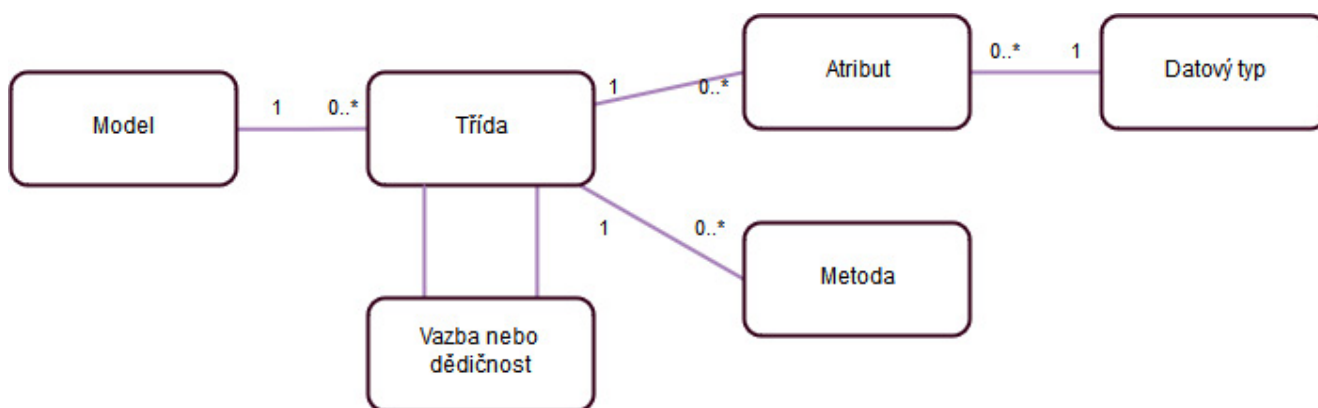 Model
1
0..*
Třída
1
0..*
Atribut
0..*
1
Datový typ
1
0..*
Metoda
Vazba nebo
dědičnost